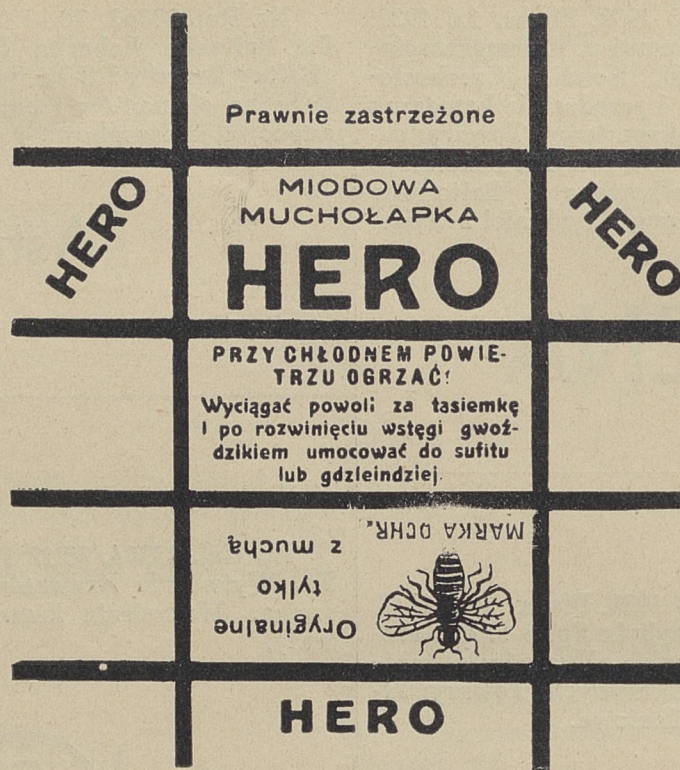 Prawnie zastrzeżone
HERO
MIODOWA
MUCHOŁAPKA
HERO
HERO
PRZY CHŁODNEM POWIE-
TRZU OGRZAĆ!
Wyciągać powoli za tasiemkę
i po rozwinięciu wstęgi gwoź-
dzikiem umocować do sufitu
lub gdzieindziej.
MARKA OCHR.
Oryginalne
tylko
z muchą
HERO